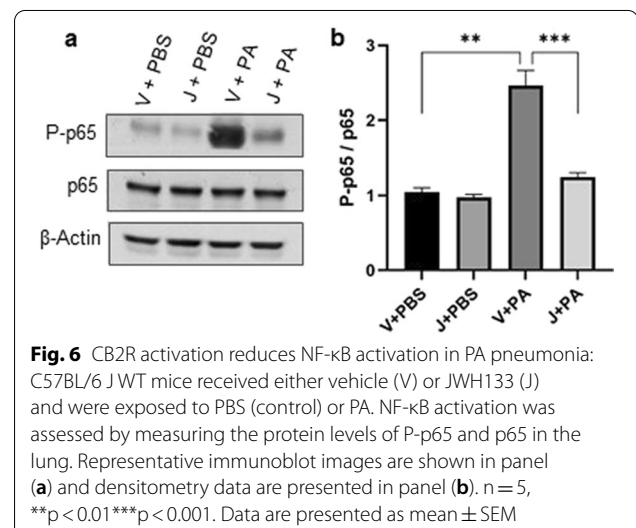 a
V + PBS J + PBS V + PA J + PA
P-p65
p65
β-Actin
b
** ***
3
2
1
0
P-p65 / p65
V+PBS J+PBS V+PA J+PA
Fig. 6 CB2R activation reduces NF-κB activation in PA pneumonia:
C57BL/6 J WT mice received either vehicle (V) or JWH133 (J)
and were exposed to PBS (control) or PA. NF-κB activation was
assessed by measuring the protein levels of P-p65 and p65 in the
lung. Representative immunoblot images are shown in panel
(a) and densitometry data are presented in panel (b). n = 5,
**p < 0.01***p < 0.001. Data are presented as mean ± SEM